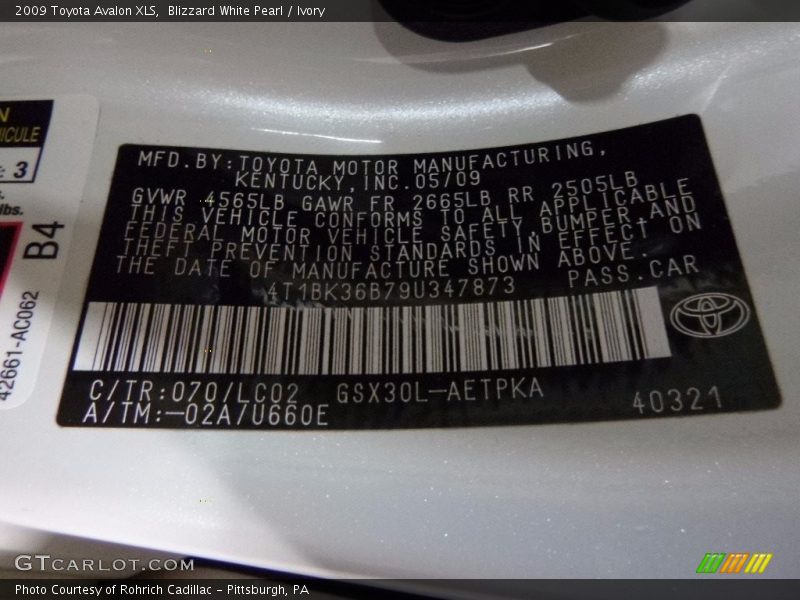 2009 Toyota Avalon XLS,  Blizzard White Pearl / Ivory
N
HICULE
: 3
lbs.
B4
42661-AC062
MFD.BY:TOYOTA MOTOR MANUFACTURING,
KENTUCKY,INC.05/09
GVWR 4565LB GAWR FR 2665LB RR 2505LB
THIS VEHICLE CONFORMS TO ALL APPLICABLE
FEDERAL MOTOR VEHICLE SAFETY,BUMPER,AND
THEFT PREVENTION STANDARDS IN EFFECT ON
THE DATE OF MANUFACTURE SHOWN ABOVE.
4T1BK36B79U347873 PASS.CAR
C/TR:070/LC02 GSX30L-AETPKA
A/TM:-02A/U660E 40321
GTCARLOT.COM
Photo Courtesy of Rohrich Cadillac - Pittsburgh, PA